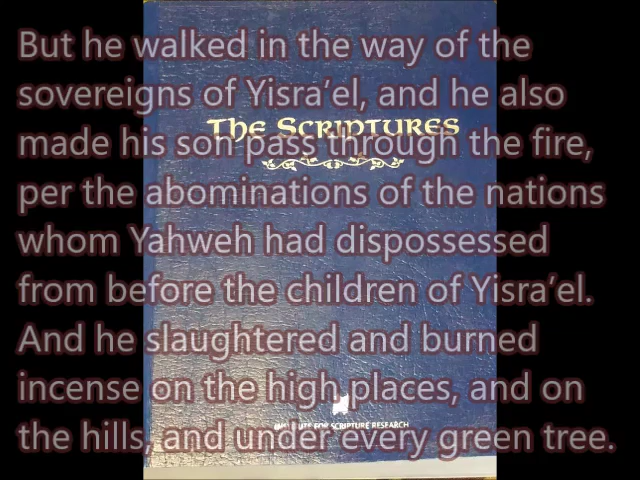 But he walked in the way of the
sovereigns of Yisra’el, and he also
made his son pass through the fire,
per the abominations of the nations
whom Yahweh had dispossessed
from before the children of Yisra’el.
And he slaughtered and burned
incense on the high places, and on
the hills, and under every green tree.
The Scriptures
FOR SCRIPTURE RESEARCH